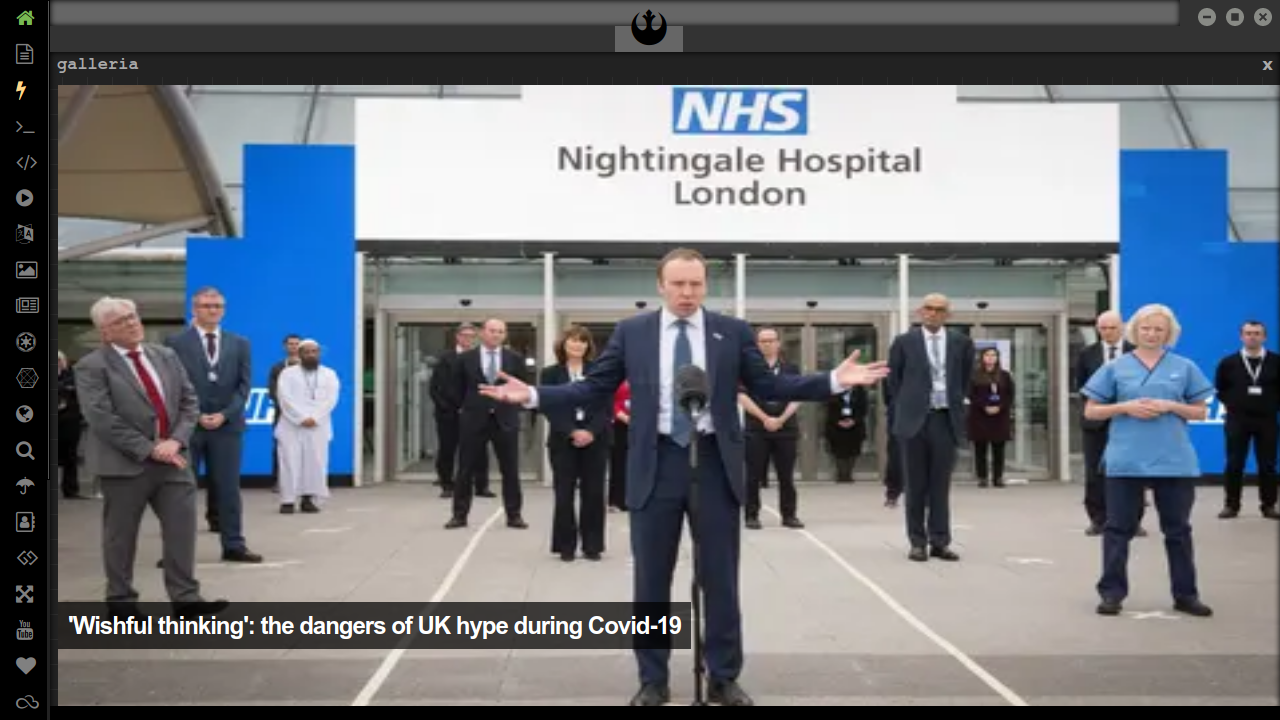 galleria
x
NHS
Nightingale Hospital
London
'Wishful thinking': the dangers of UK hype during Covid-19